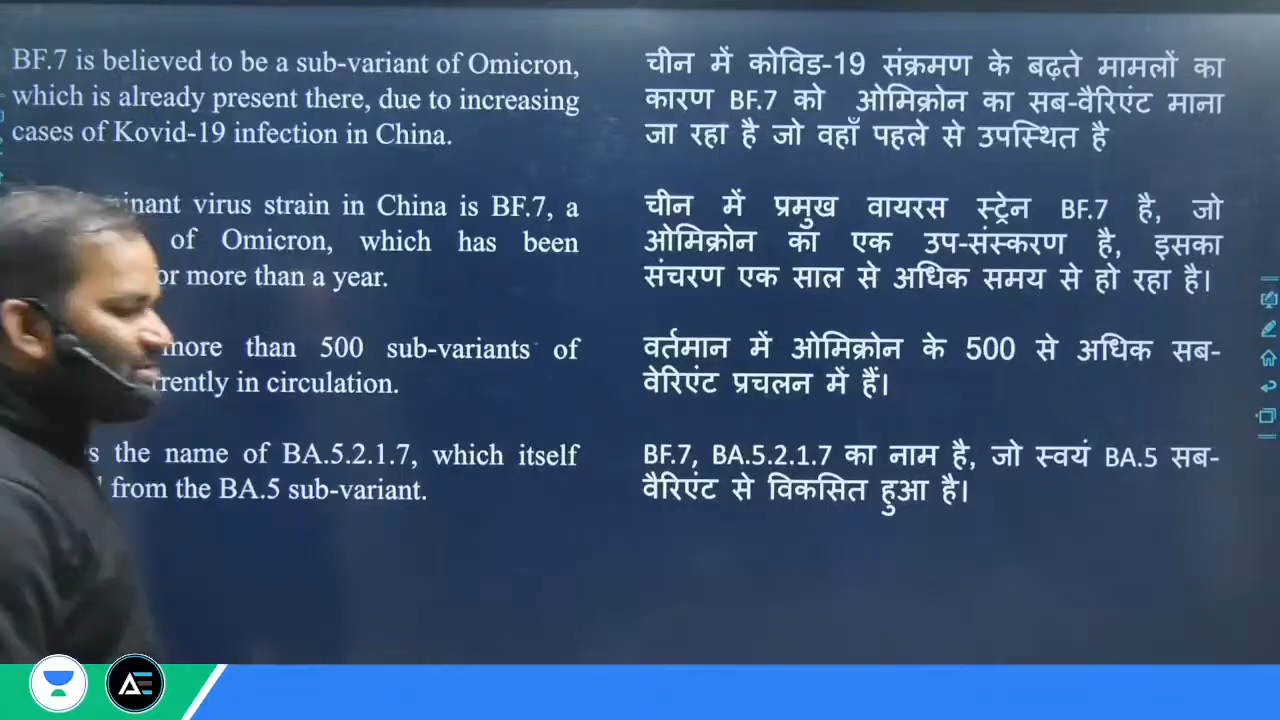 BF.7 is believed to be a sub-variant of Omicron,
which is already present there, due to increasing
cases of Kovid-19 infection in China.
virus strain in China is BF.7, a
of Omicron, which has been
more than a year.
more than 500 sub-variants of
in circulation.
the name of BA.5.2.1.7, which itself
from the BA.5 sub-variant.
चीन में कोविड-19 संक्रमण के बढ़ते मामलों का
कारण BF.7 को ओमिक्रोन का सब-वैरिएंट माना
जा रहा है जो वहाँ पहले से उपस्थित है
चीन में प्रमुख वायरस स्ट्रेन BF.7 है, जो
ओमिक्रोन का एक उप-संस्करण है, इसका
संचरण एक साल से अधिक समय से हो रहा है।
वर्तमान में ओमिक्रोन के 500 से अधिक सब-
वेरिएंट प्रचलन में हैं।
BF.7, BA.5.2.1.7 का नाम है, जो स्वयं BA.5 सब-
वैरिएंट से विकसित हुआ है।